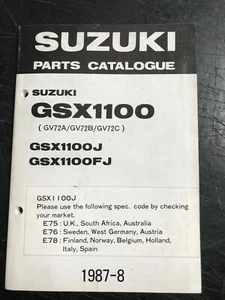 SUZUKI
PARTS CATALOGUE
SUZUKI
GSX1100
(GV72A/GV72B/GV72C)
GSX1100J
GSX1100FJ
GSX1100J
Please use the following spec. code by checking
your market.
E75 : U.K., South Africa, Australia
E76 : Sweden, West Germany, Austria
E78 : Finland, Norway, Belgium, Holland,
Italy, Spain
1987-8